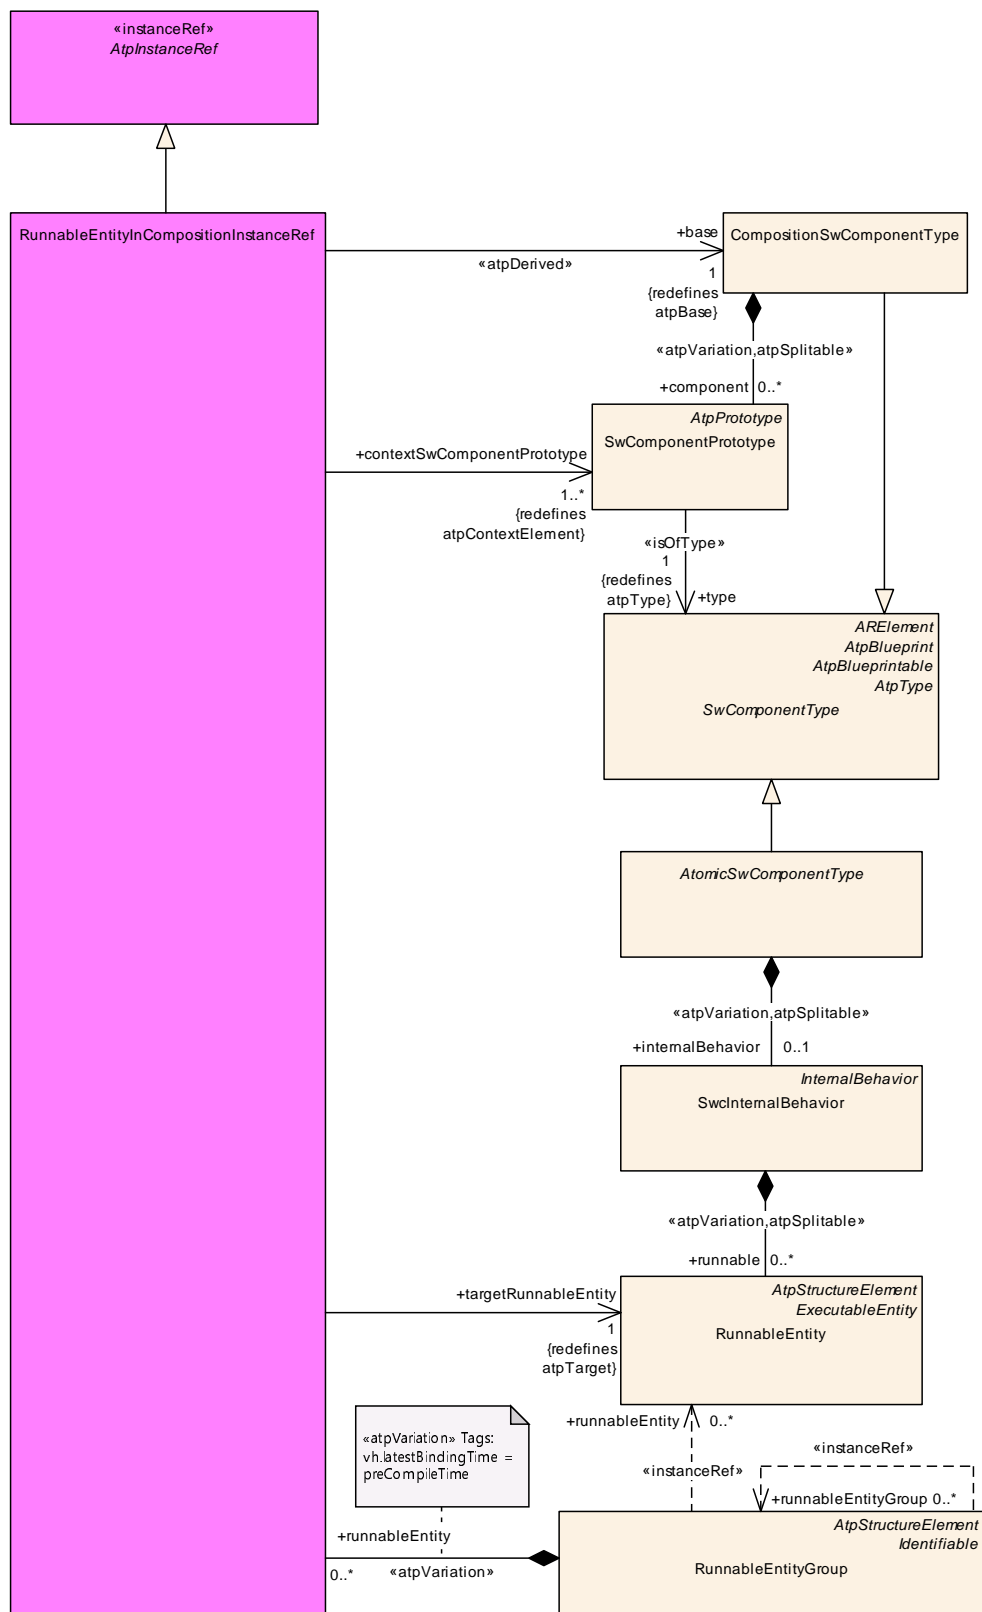 «instanceRef»
AtpInstanceRef
RunnableEntityInCompositionInstanceRef
+base
CompositionSwComponentType
«atpDerived»
1
{redefines
atpBase}
«atpVariation,atpSplitable»
+component 0..*
AtpPrototype
SwComponentPrototype
+contextSwComponentPrototype
1..*
{redefines
atpContextElement}
«isOfType»
1
{redefines
atpType}
+type
ARElement
AtpBlueprint
AtpBlueprintable
AtpType
SwComponentType
AtomicSwComponentType
«atpVariation,atpSplitable»
+internalBehavior 0..1
InternalBehavior
SwcInternalBehavior
«atpVariation,atpSplitable»
+runnable 0..*
+targetRunnableEntity
AtpStructureElement
ExecutableEntity
RunnableEntity
1
{redefines
atpTarget}
+runnableEntity 0..*
«atpVariation» Tags:
vh.latestBindingTime =
preCompileTime
«instanceRef»
«instanceRef»
+runnableEntityGroup 0..*
AtpStructureElement
Identifiable
RunnableEntityGroup
+runnableEntity
0..*
«atpVariation»